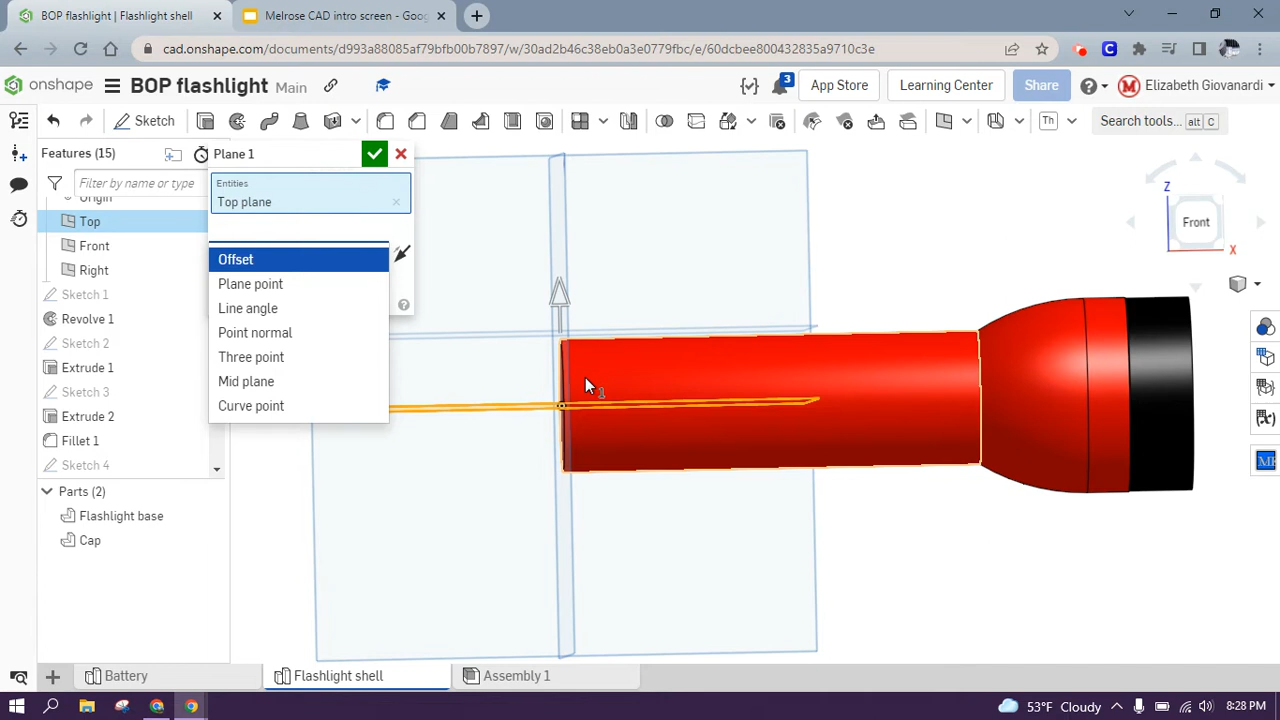 BOP flashlight | Flashlight shell
Melrose CAD intro screen - Goog
cad.onshape.com/documents/d993a88085af79bfb00b7897/w/30ad2b46c38eb0a3e0779fbc/e/60dcbee800432835a9710c3e
onshape
BOP flashlight
Main
3
App Store
Learning Center
Share
Elizabeth Giovanardi
Sketch
Th
Search tools...
alt
C
Features (15)
Filter by name or type
Origin
Top
Front
Right
Sketch 1
Revolve 1
Sketch 2
Extrude 1
Sketch 3
Extrude 2
Fillet 1
Sketch 4
Parts (2)
Flashlight base
Cap
Plane 1
Entities
Top plane
Offset
Plane point
Line angle
Point normal
Three point
Mid plane
Curve point
1
Z
Front
X
Battery
Flashlight shell
Assembly 1
53°F Cloudy
8:28 PM